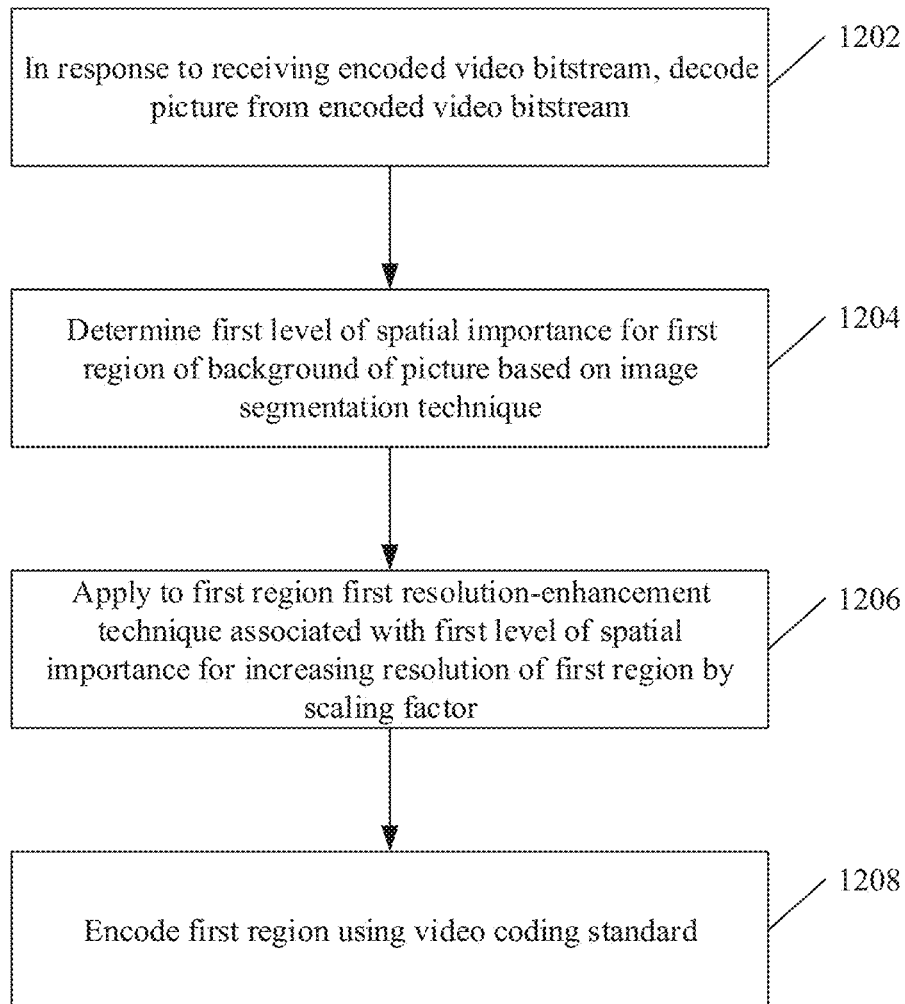 1202
In response to receiving encoded video bitstream, decode
picture from encoded video bitstream
1204
Determine first level of spatial importance for first
region of background of picture based on image
segmentation technique
1206
Apply to first region first resolution-enhancement
technique associated with first level of spatial
importance for increasing resolution of first region by
scaling factor
1208
Encode first region using video coding standard